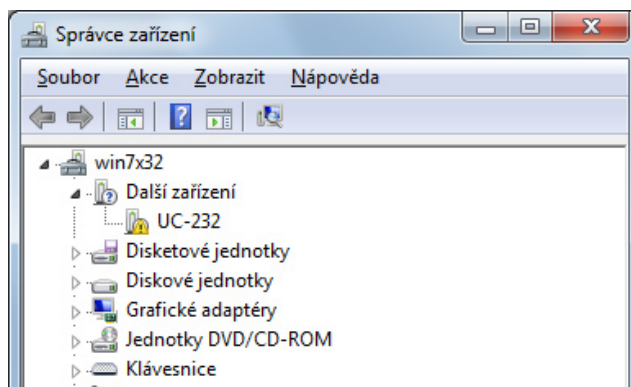 Správce zařízení
Soubor Akce Zobrazit Nápověda
win7x32
Další zařízení
UC-232
Disketové jednotky
Diskové jednotky
Grafické adaptéry
Jednotky DVD/CD-ROM
Klávesnice